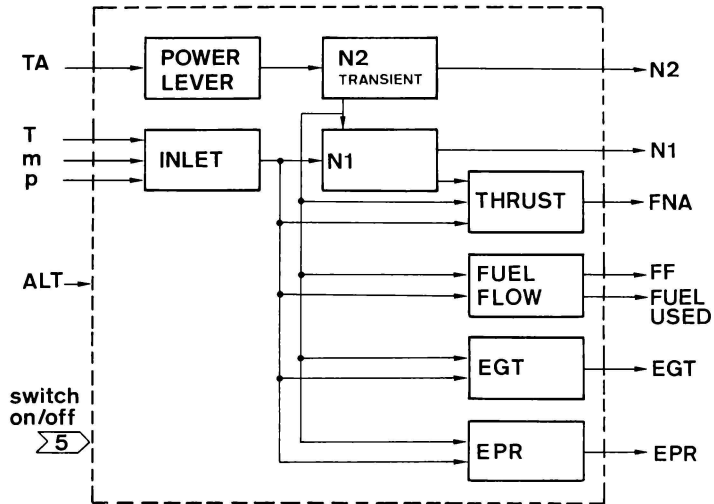 TA
POWER
LEVER
N2
TRANSIENT
N2
T
m
p
INLET
N1
N1
THRUST
FNA
ALT
FUEL
FLOW
FF
FUEL
USED
EGT
EGT
switch
on/off
5
EPR
EPR